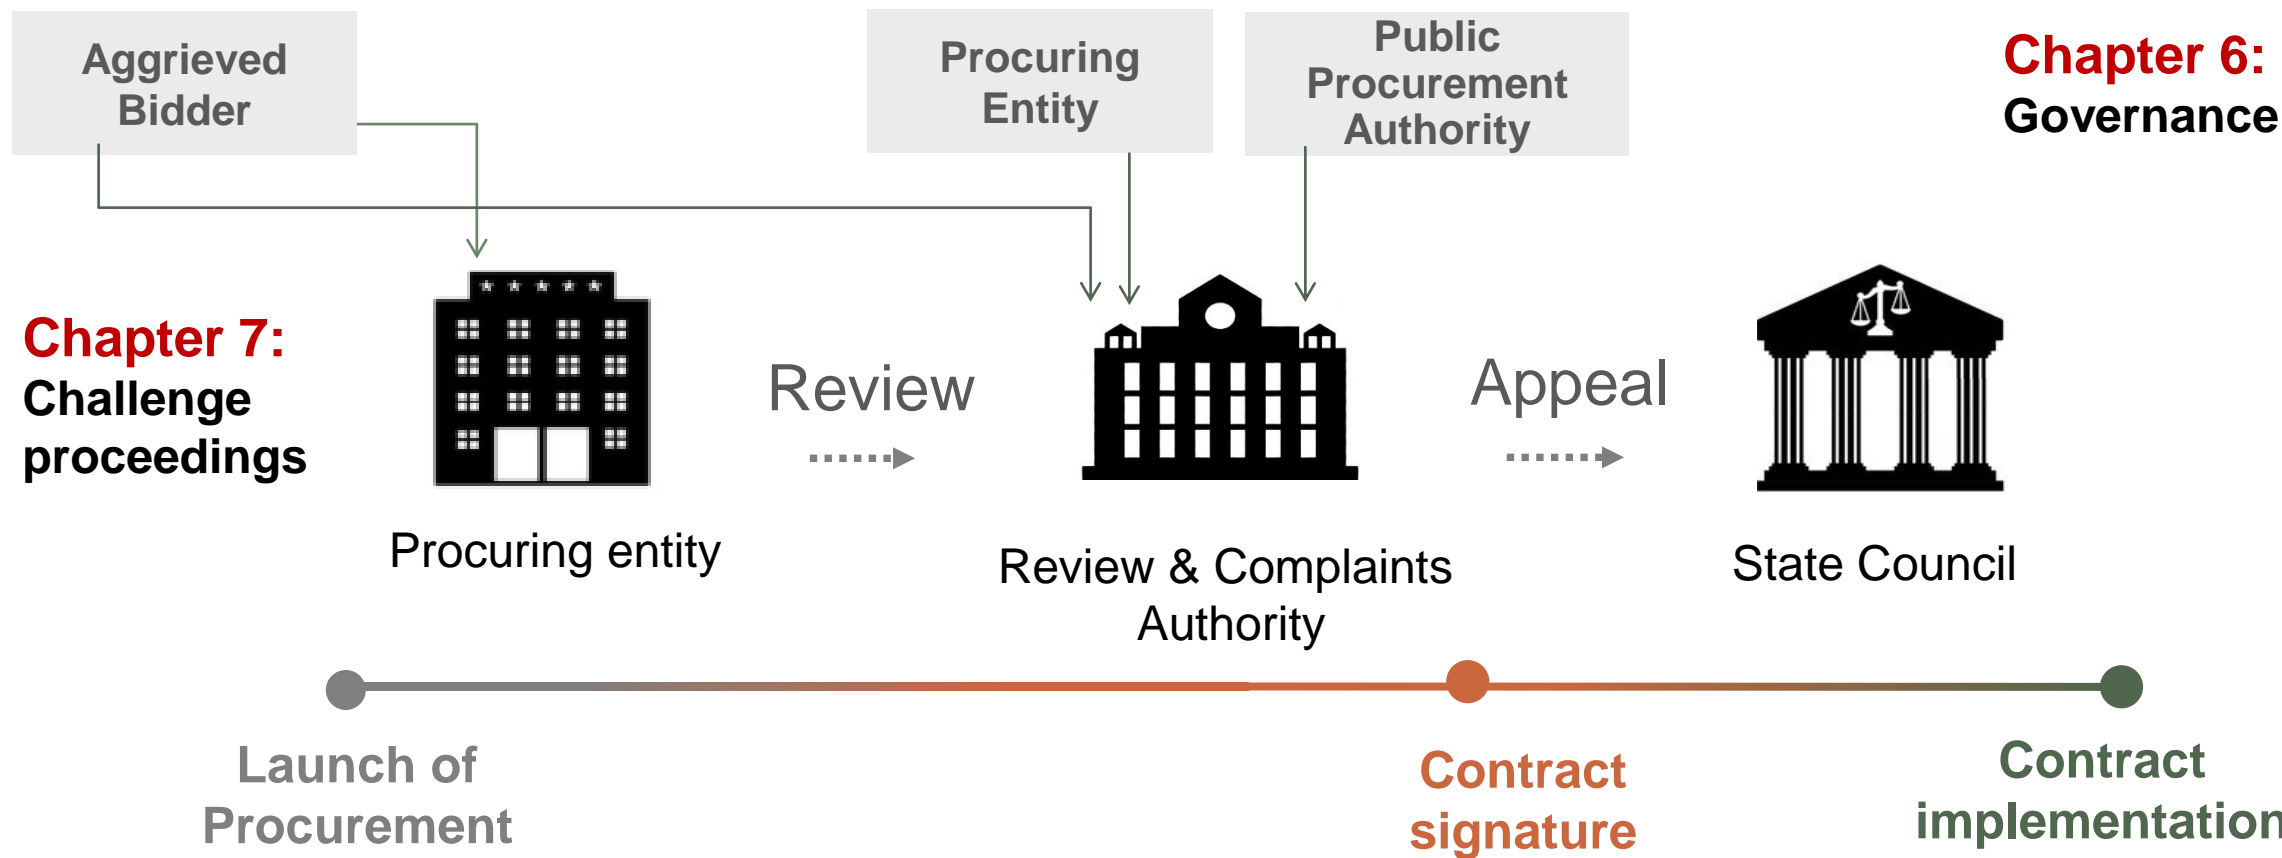 Aggrieved
Bidder
Procuring
Entity
Public
Procurement
Authority
Chapter 6:
Governance
Chapter 7:
Challenge
proceedings
Review
Appeal
Procuring entity
Review & Complaints
Authority
State Council
Launch of
Procurement
Contract
signature
Contract
implementation